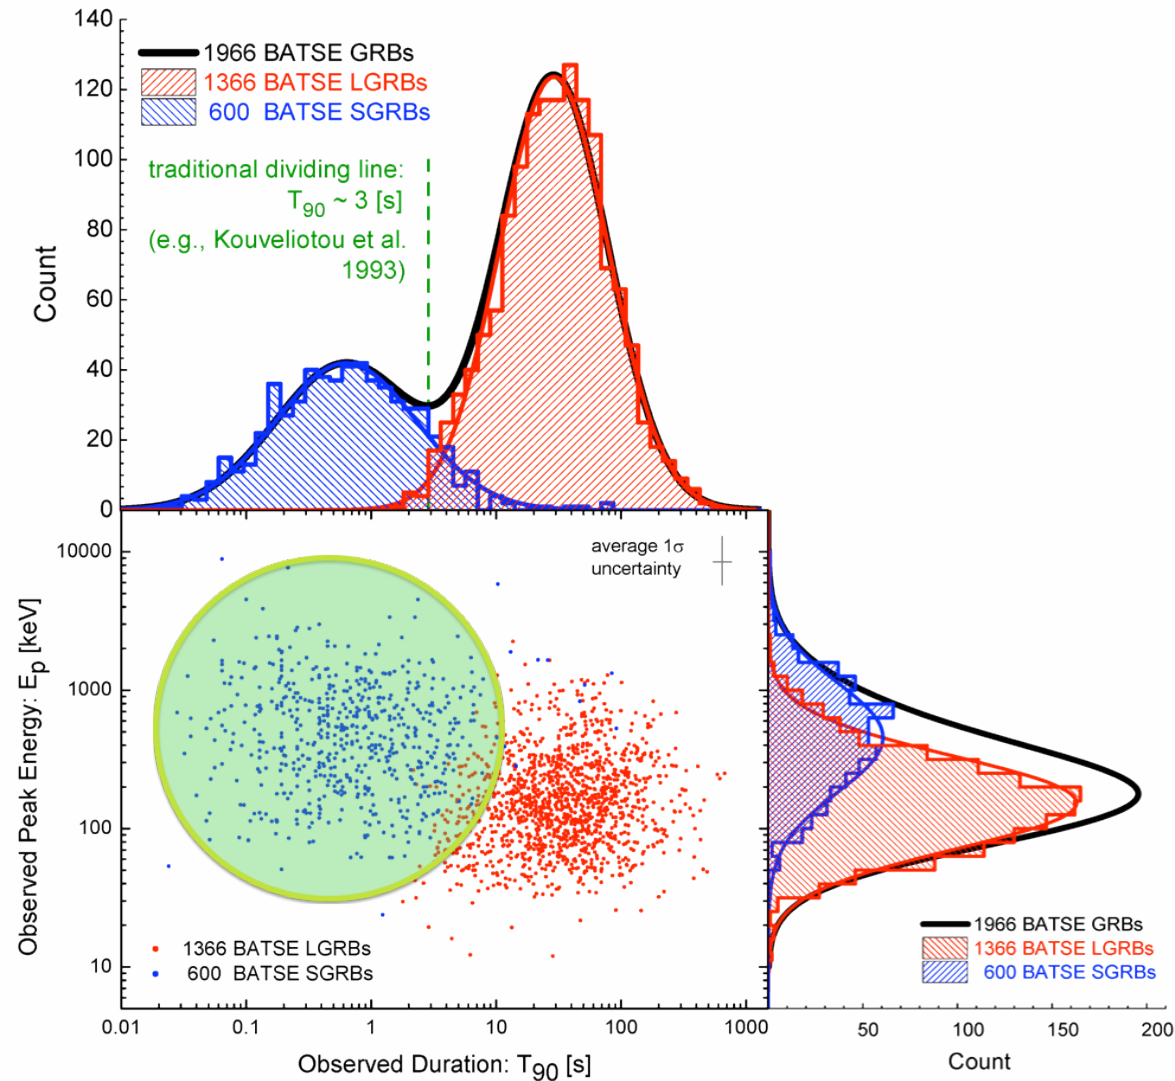 140
120
100
80
60
40
20
0
Count
1966 BATSE GRBs
1366 BATSE LGRBs
600 BATSE SGRBs
traditional dividing line:
T90 ~ 3 [s]
(e.g., Kouveliotou et al.
1993)
average 1σ
uncertainty
10000
1000
100
10
Observed Peak Energy: Ep [keV]
1366 BATSE LGRBs
600 BATSE SGRBs
0.01 0.1 1 10 100 1000
Observed Duration: T90 [s]
1966 BATSE GRBs
1366 BATSE LGRBs
600 BATSE SGRBs
50 100 150 200
Count